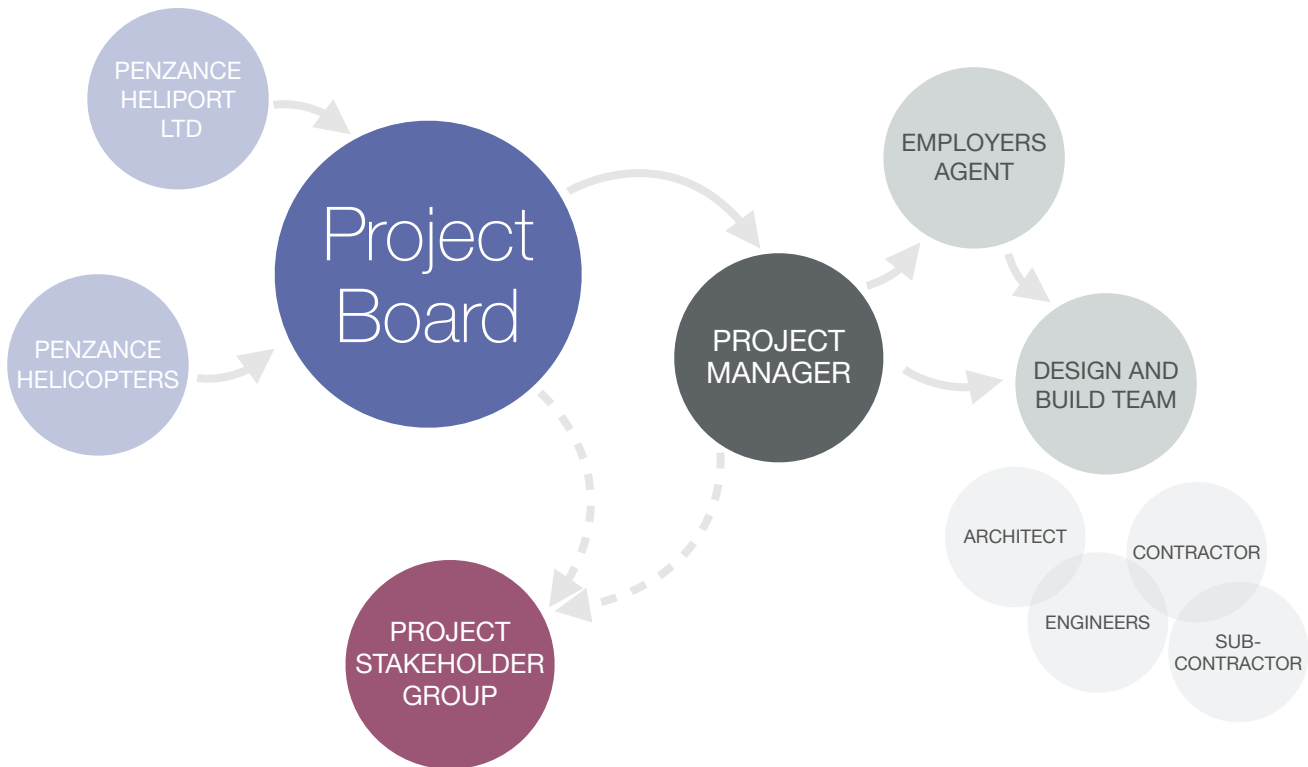 PENZANCE
HELIPORT
LTD
Project
Board
PENZANCE
HELICOPTERS
PROJECT
MANAGER
EMPLOYERS
AGENT
DESIGN AND
BUILD TEAM
ARCHITECT
CONTRACTOR
ENGINEERS
SUB-
CONTRACTOR
PROJECT
STAKEHOLDER
GROUP